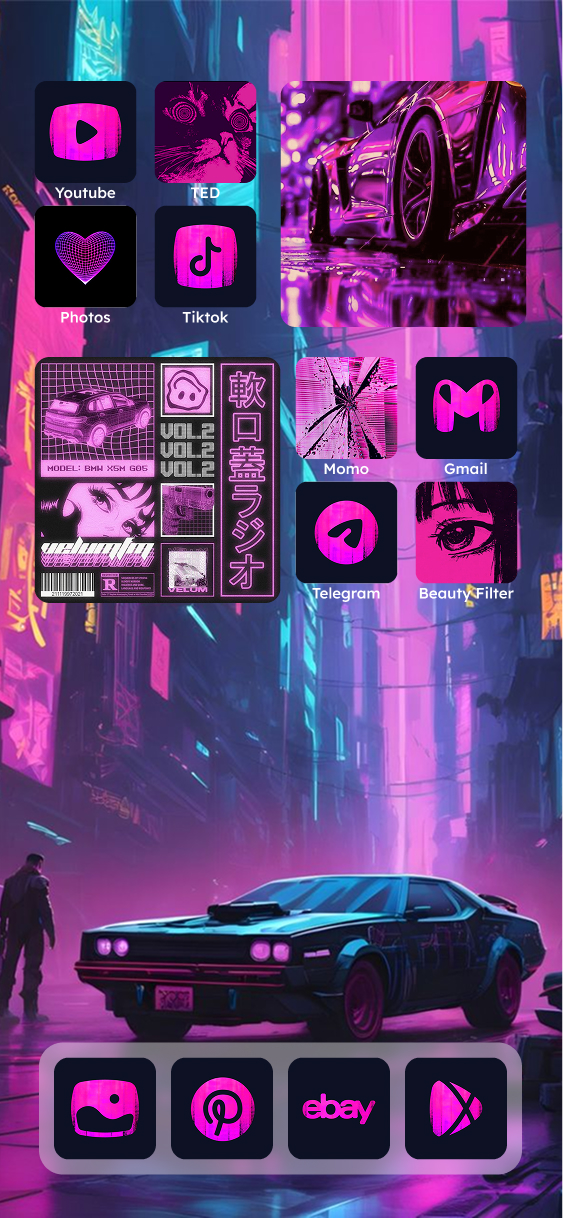 Youtube
TED
Photos
Tiktok
MODEL: BMW X5M G05
VOL.2
VOL.2
VOL.2
軟口蓋ラジオ
velumfm
R
VELUM
Momo
Gmail
Telegram
Beauty Filter
ebay